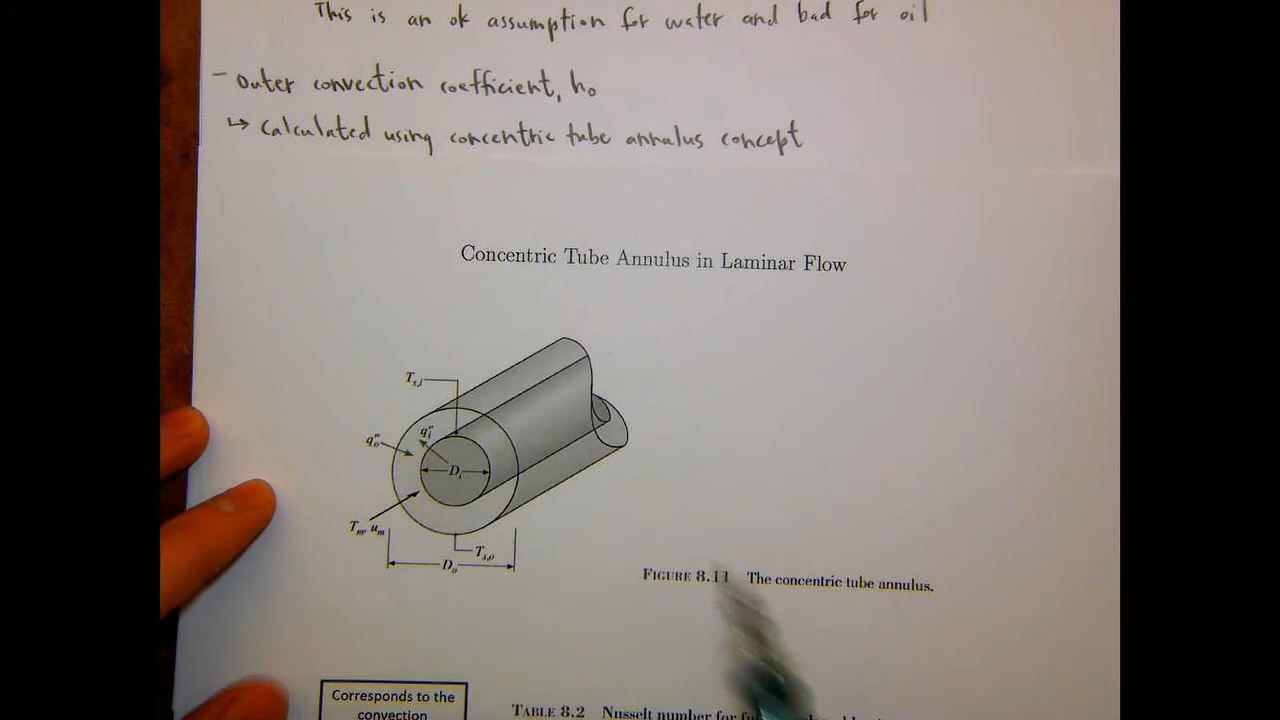 This is an ok assumption for water and bad for oil
- Outer convection coefficient, ho
↳ Calculated using concentric tube annulus concept
Concentric Tube Annulus in Laminar Flow
Ts,i
q"o
q"i
Di
Tm, um
Ts,o
Do
FIGURE 8.11 The concentric tube annulus.
Corresponds to the
convection
TABLE 8.2 Nusselt number for